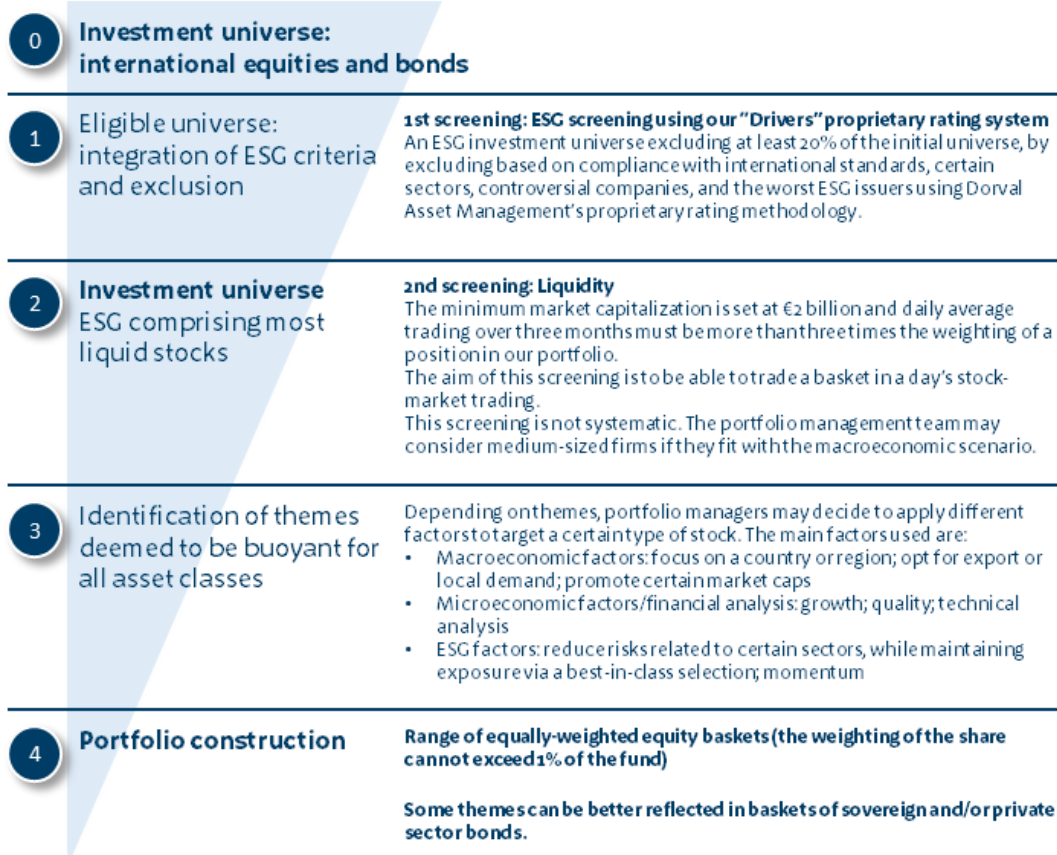 0
Investment universe:
international equities and bonds
1
Eligible universe:
integration of ESG criteria
and exclusion
1st screening: ESG screening using our "Drivers" proprietary rating system
An ESG investment universe excluding at least 20% of the initial universe, by
excluding based on compliance with international standards, certain
sectors, controversial companies, and the worst ESG issuers using Dorval
Asset Management's proprietary rating methodology.
2
Investment universe
ESG comprising most
liquid stocks
2nd screening: Liquidity
The minimum market capitalization is set at €2 billion and daily average
trading over three months must be more than three times the weighting of a
position in our portfolio.
The aim of this screening is to be able to trade a basket in a day's stock-
market trading.
This screening is not systematic. The portfolio management team may
consider medium-sized firms if they fit with the macroeconomic scenario.
3
Identification of themes
deemed to be buoyant for
all asset classes
Depending on themes, portfolio managers may decide to apply different
factors to target a certain type of stock. The main factors used are:
• Macroeconomic factors: focus on a country or region; opt for export or
local demand; promote certain market caps
• Microeconomic factors/financial analysis: growth; quality; technical
analysis
• ESG factors: reduce risks related to certain sectors, while maintaining
exposure via a best-in-class selection; momentum
4
Portfolio construction
Range of equally-weighted equity baskets (the weighting of the share
cannot exceed 1% of the fund)
Some themes can be better reflected in baskets of sovereign and/or private
sector bonds.